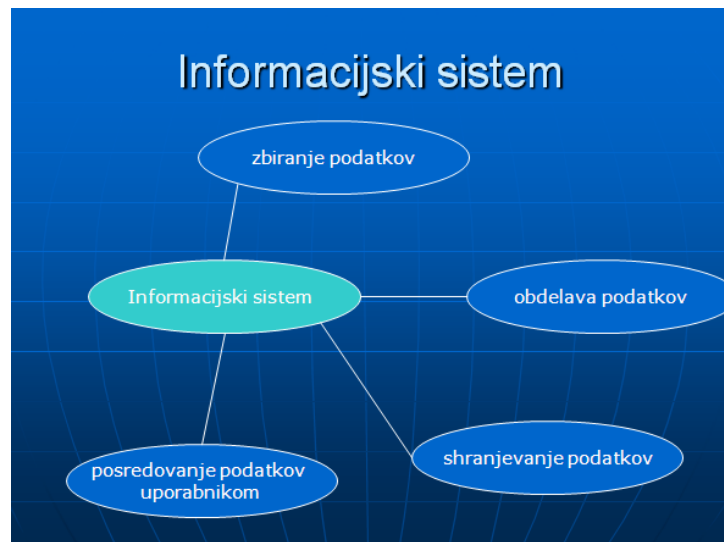 Informacijski sistem
zbiranje podatkov
Informacijski sistem
obdelava podatkov
shranjevanje podatkov
posredovanje podatkov
uporabnikom